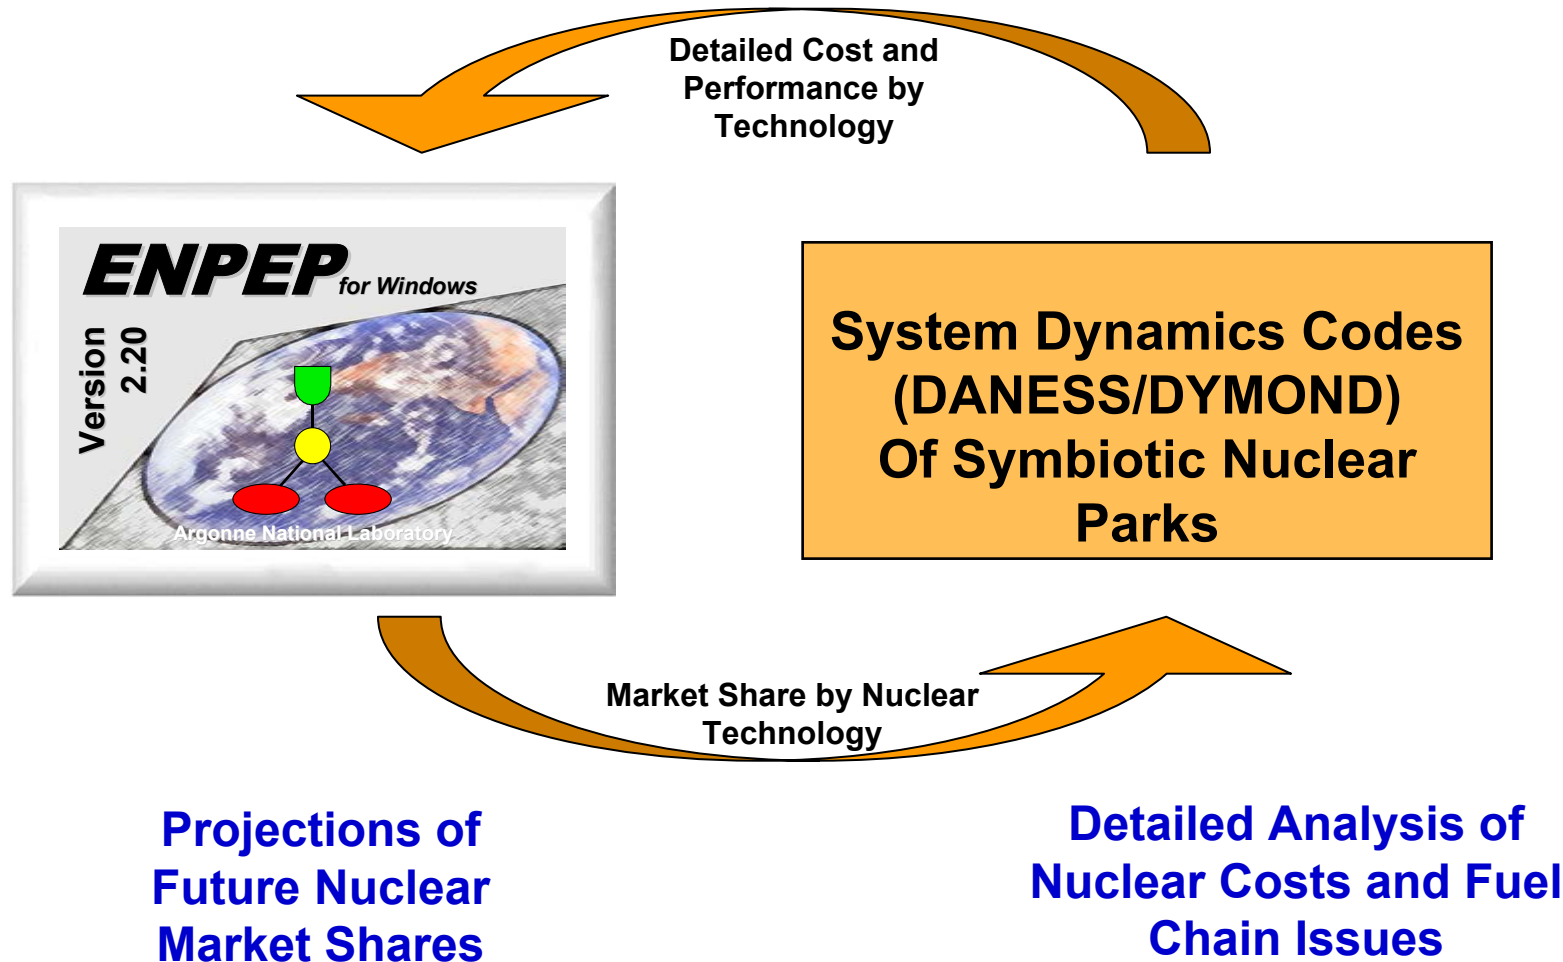 Detailed Cost and
Performance by
Technology
ENPEP for Windows
Version
2.20
Argonne National Laboratory
System Dynamics Codes
(DANESS/DYMOND)
Of Symbiotic Nuclear
Parks
Market Share by Nuclear
Technology
Projections of
Future Nuclear
Market Shares
Detailed Analysis of
Nuclear Costs and Fuel
Chain Issues